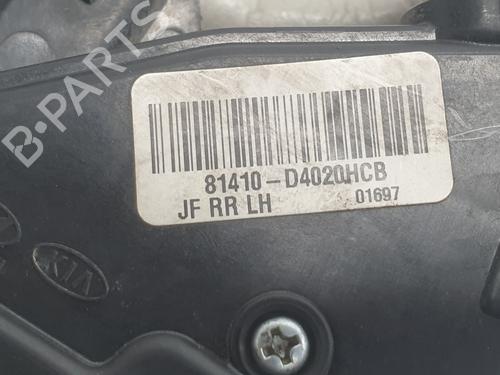 B-PARTS
81410-D4020HCB
JF RR LH 01697
KIA